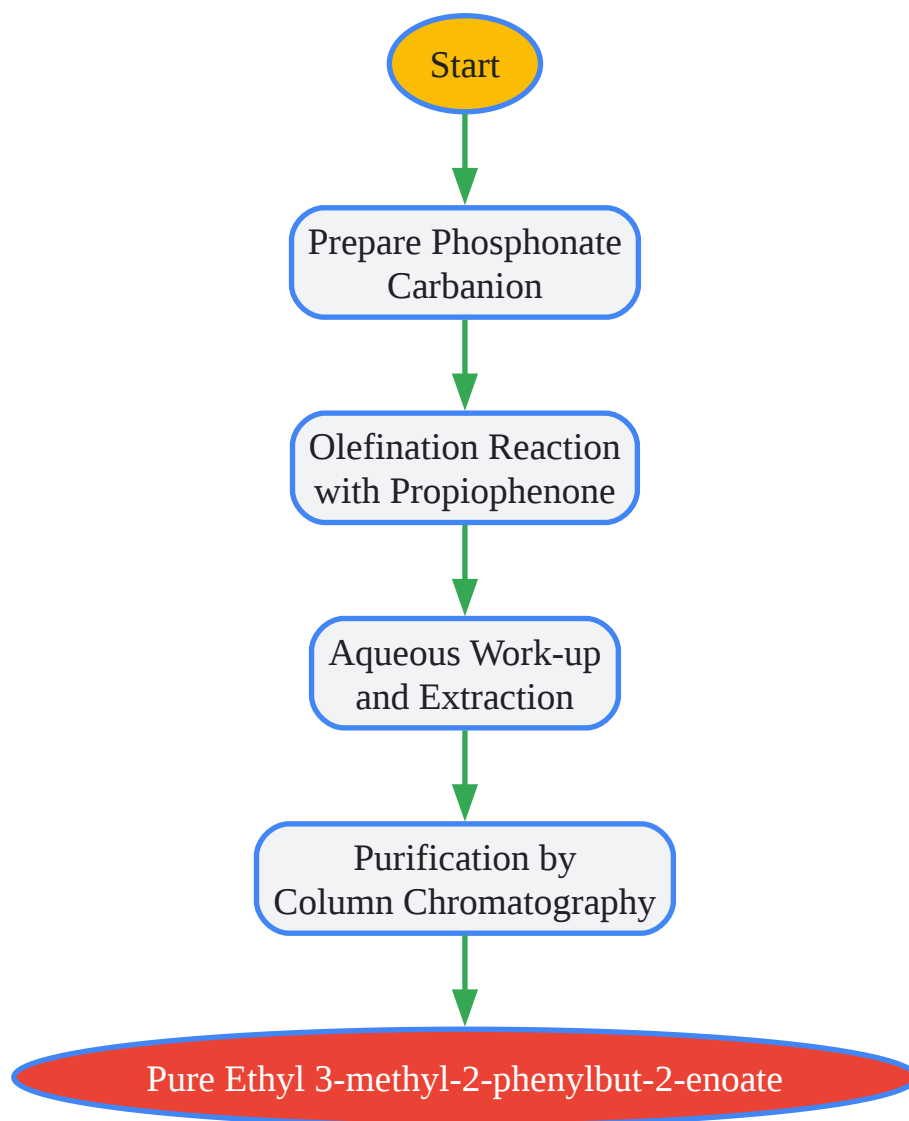 Start
Prepare Phosphonate
Carbanion
Olefination Reaction
with Propiophenone
Aqueous Work-up
and Extraction
Purification by
Column Chromatography
Pure Ethyl 3-methyl-2-phenylbut-2-enoate